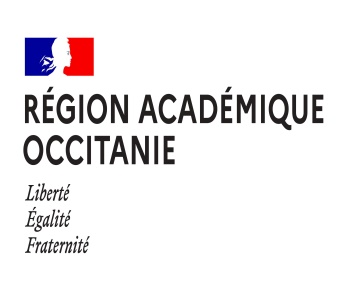 RÉGION ACADÉMIQUE
OCCITANIE
Liberté
Égalité
Fraternité